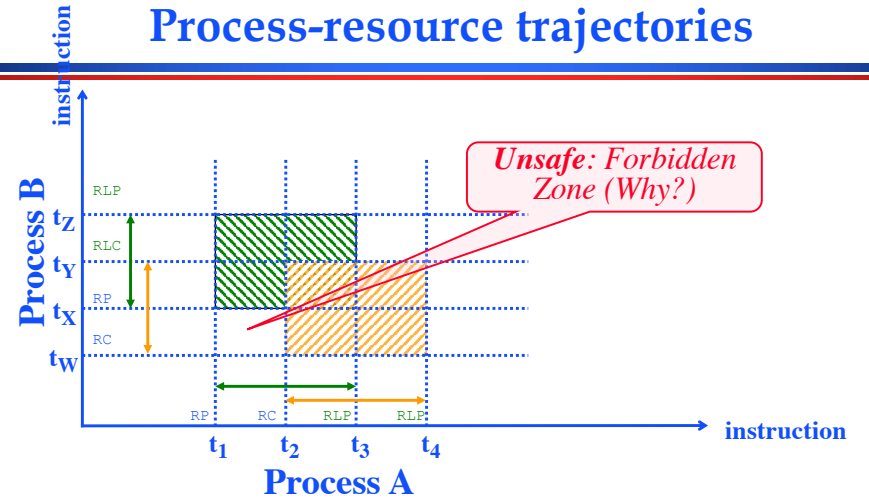 Process-resource trajectories
instruction
Unsafe: Forbidden
Zone (Why?)
Process B
RLP
tZ
RLC
tY
RP
tX
RC
tW
RP
RC
RLP
RLP
t1
t2
t3
t4
instruction
Process A